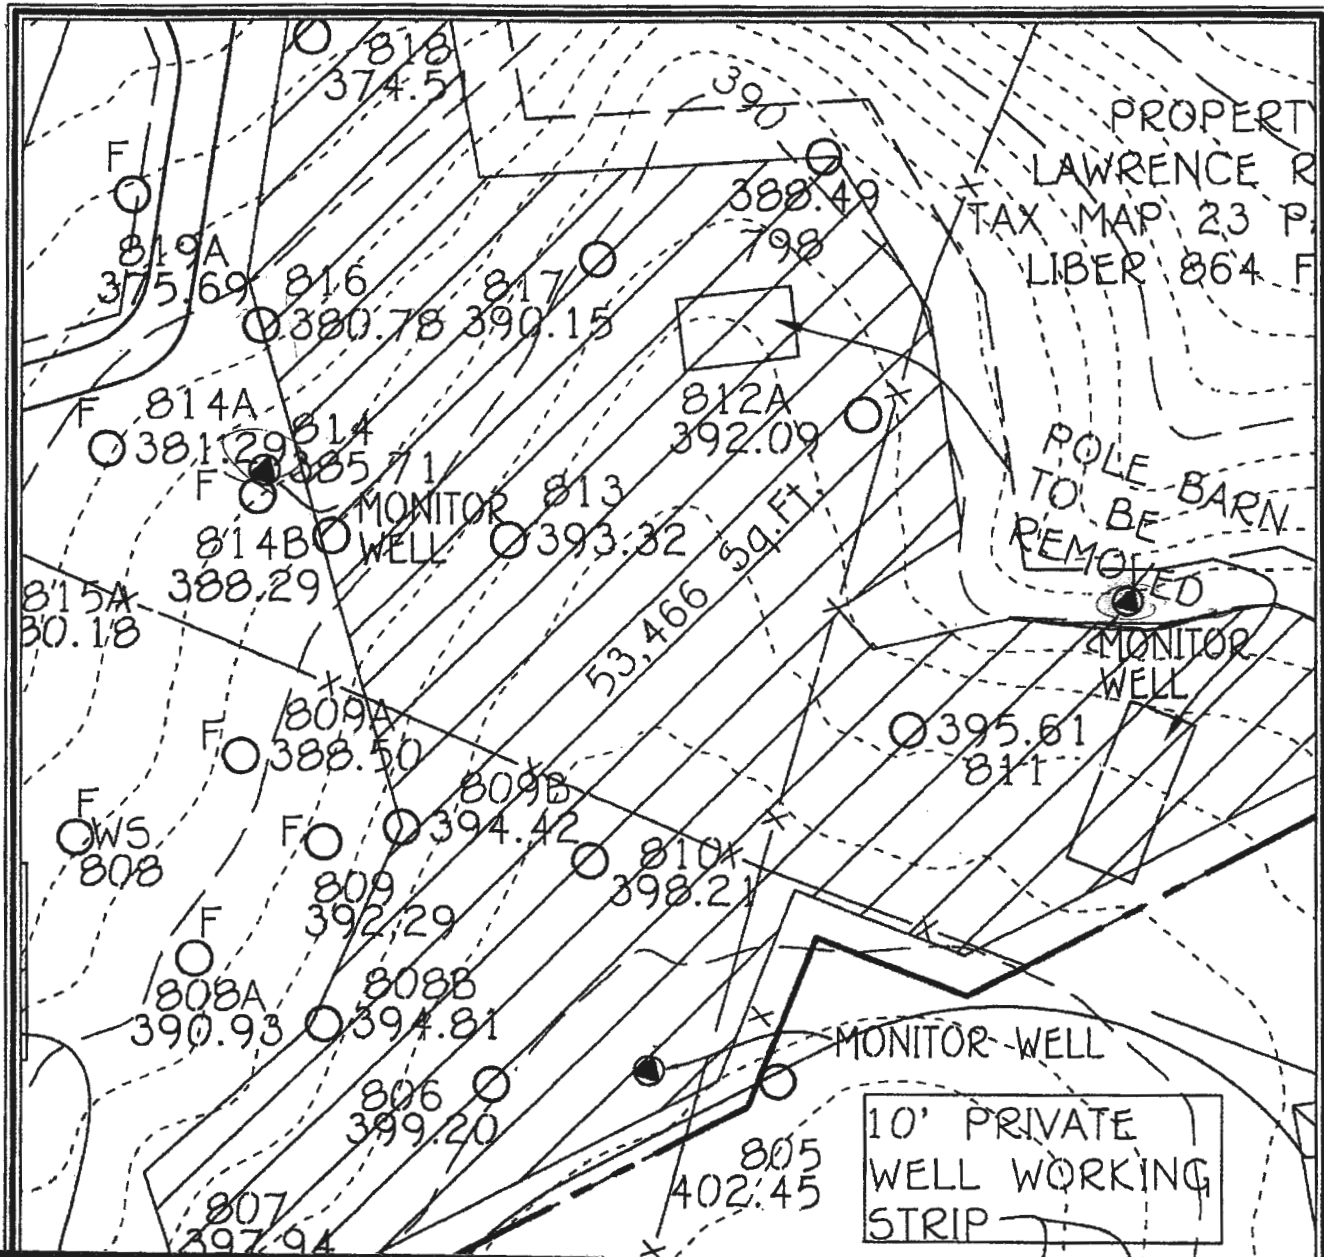 818
374.51
390
PROPERT
LAWRENCE R
TAX MAP 23 P
LIBER 864 F
F
388.49
798
819A
375.69
816
380.78
817
390.15
F
814A
381.29
814
385.71
812A
392.09
POLE BARN
TO BE
REMOVED
F
MONITOR
WELL
813
393.32
814B
388.29
53,466 Sq.Ft.
815A
80.18
MONITOR
WELL
809A
388.50
F
395.61
811
809B
394.42
F
WS
808
F
809
392.29
810
398.21
F
808A
390.93
808B
394.81
MONITOR WELL
806
399.20
805
402.45
10' PRIVATE
WELL WORKING
STRIP
807
397.94